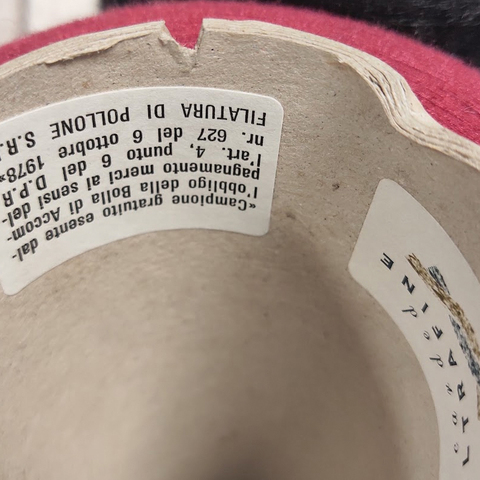 «Campione gratuito esente dal-
l'obbligo della Bolla di Accom-
pagnamento merci ai sensi del-
l'art. 4, punto 6 del D.P.R.
nr. 627 del 6 ottobre 1978»
FILATURA DI POLLONE S.R.
LTRAFINE